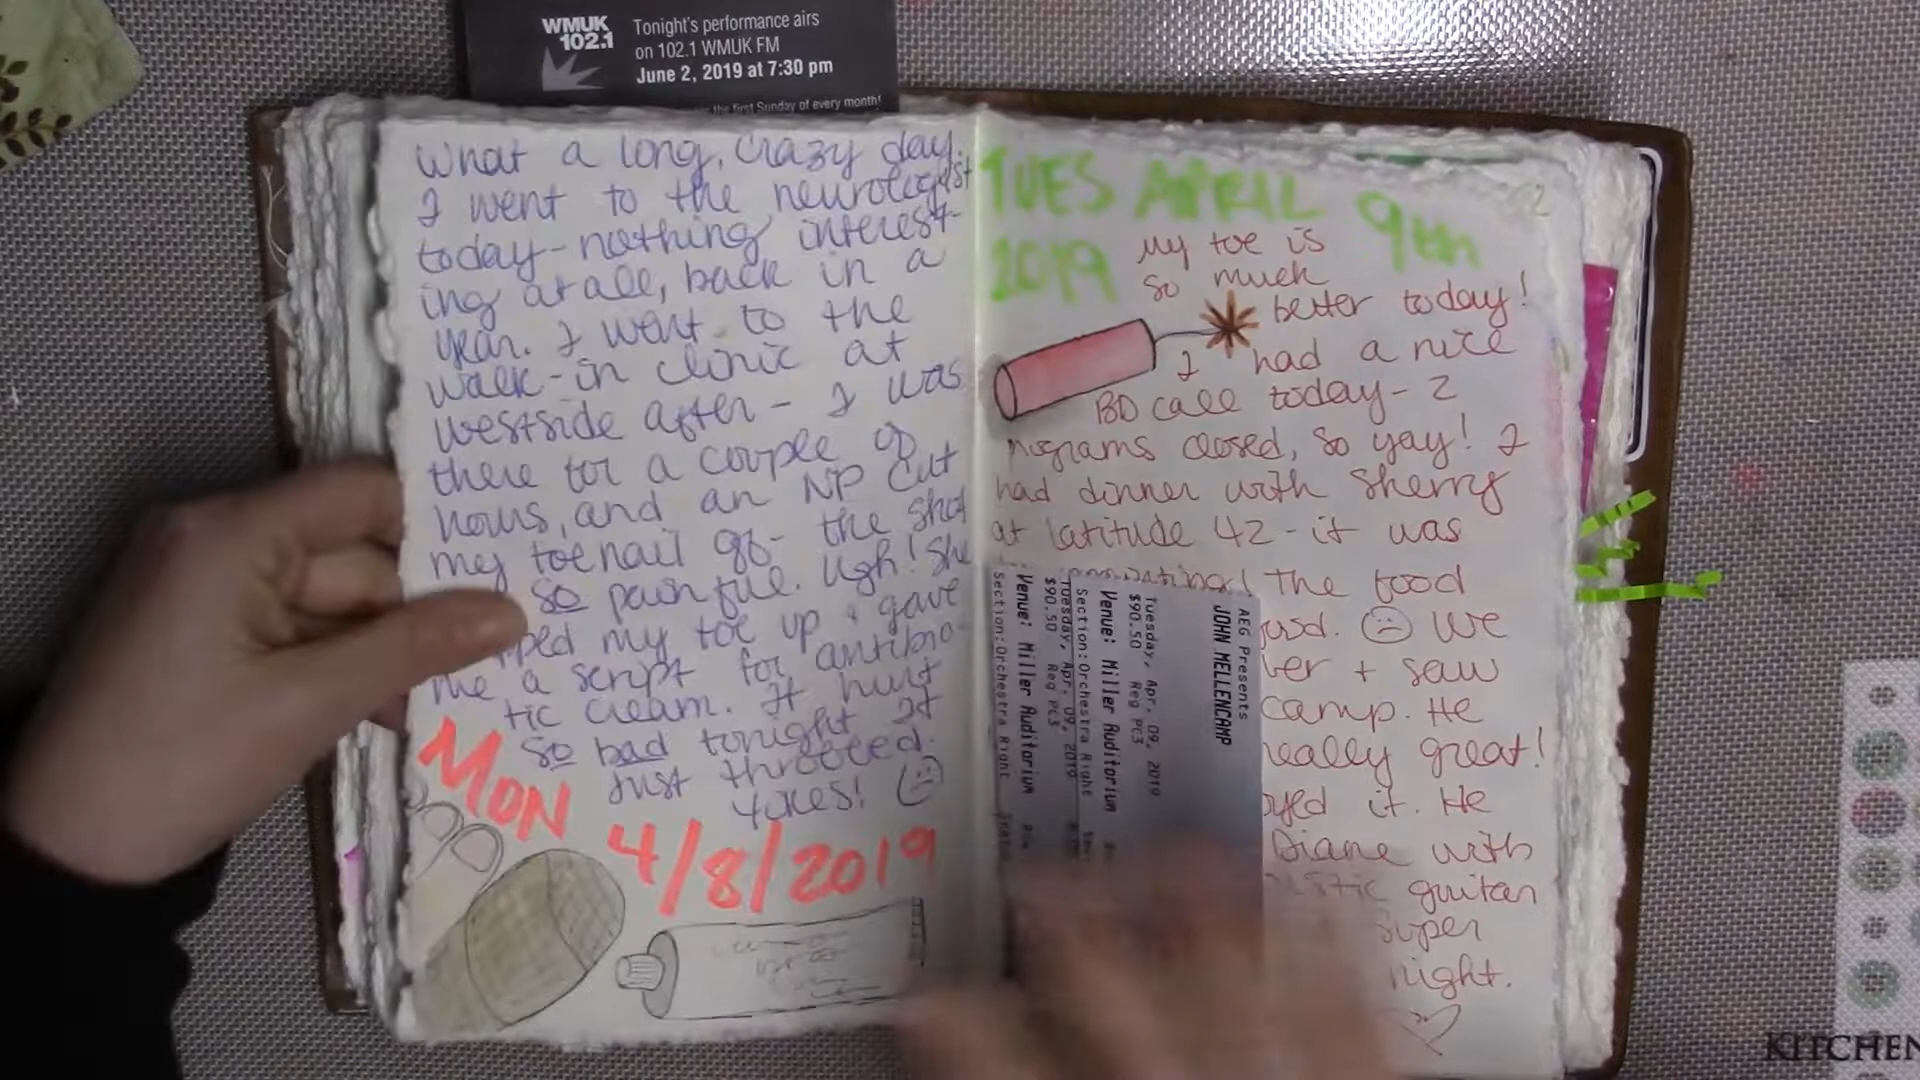 WMUK
102.1
Tonight's performance airs
on 102.1 WMUK FM
June 2, 2019 at 7:30 pm
the first Sunday of every month!
What a long, crazy day.
I went to the neurologist
today - nothing interest-
ing at all, back in a
year. I went to the
walk-in clinic at
westside after - I was
there for a couple of
hours, and an NP cut
my toenail off - the shot
so painful. Ugh! She
my toe up & gave
me a script for antibio-
tic cream. It hurt
so bad tonight. It
just throbbed.
Yikes!
MON
4/8/2019
TUES APRIL 9th
2019
My toe is
so much
better today!
I had a nice
BD call today - 2
programs closed, so yay! I
had dinner with Sherry
at Latitude 42 - it was
The food
We
+ saw
camp. He
really great!
it. He
Diane with
guitar
super
night.
AEG Presents
JOHN MELLENCAMP
Tuesday, Apr. 09, 2019
$90.50 Reg PL3
Venue: Miller Auditorium
Section: Orchestra Right
Tuesday, Apr. 09, 2019
$90.50 Reg PL3
Venue: Miller Auditorium
Section: Orchestra Right
KITCHEN